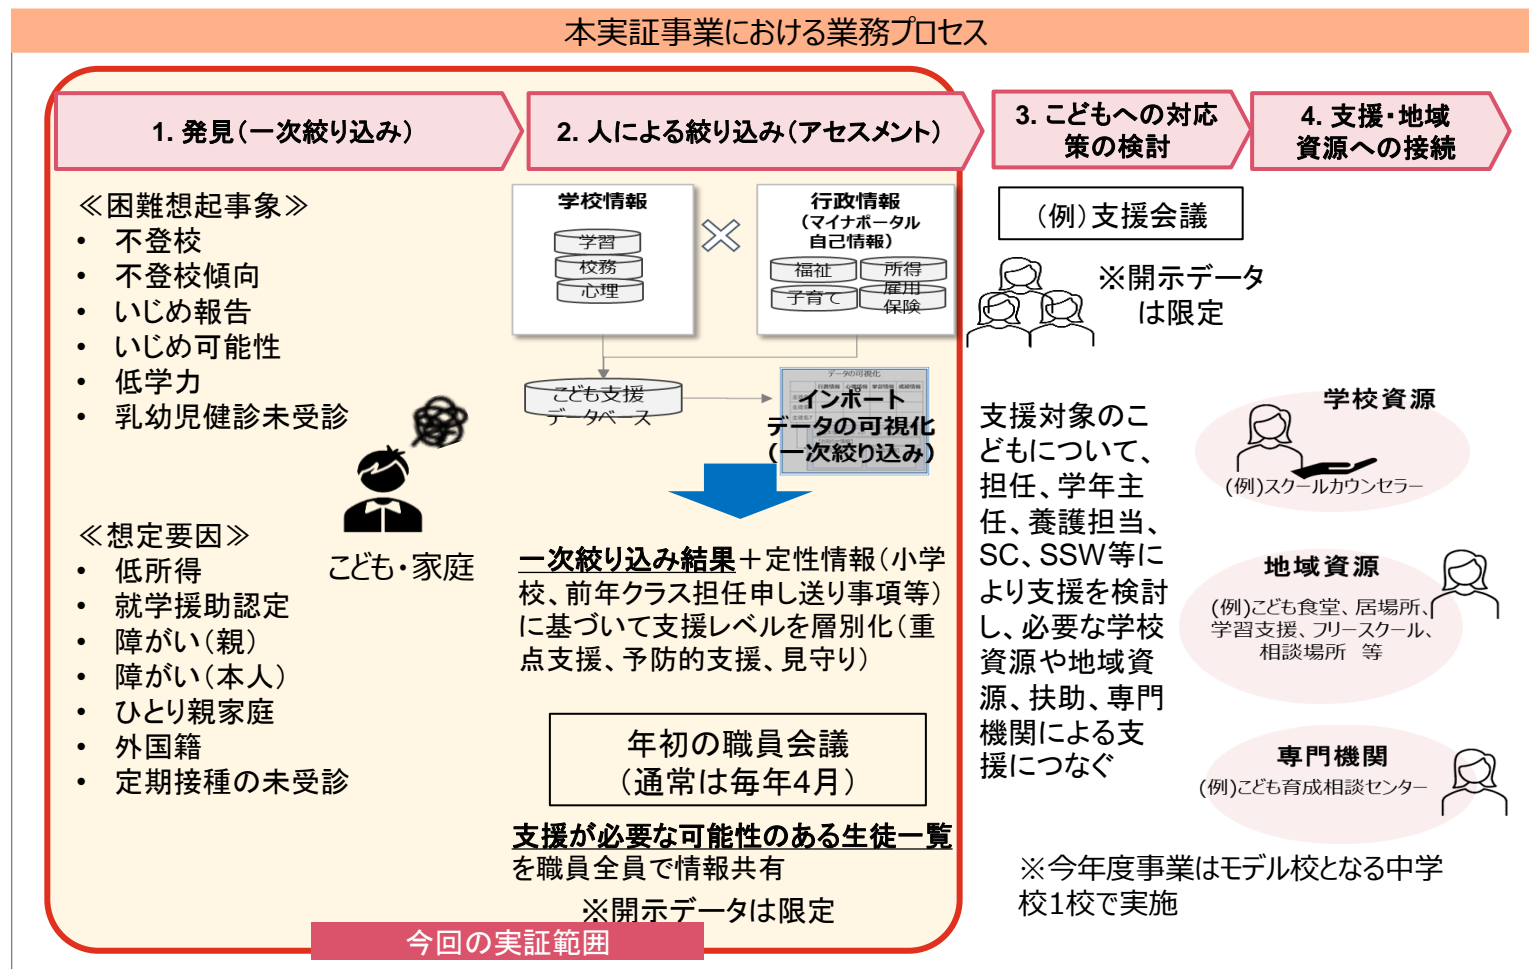 本実証事業における業務プロセス
1. 発見（一次絞り込み）
2. 人による絞り込み（アセスメント）
3. こどもへの対応
策の検討
4. 支援・地域
資源への接続
≪困難想起事象≫
• 不登校
• 不登校傾向
• いじめ報告
• いじめ可能性
• 低学力
• 乳幼児健診未受診
≪想定要因≫
• 低所得
• 就学援助認定
• 障がい（親）
• 障がい（本人）
• ひとり親家庭
• 外国籍
• 定期接種の未受診
こども・家庭
学校情報
学習
校務
心理
行政情報
（マイナポータル
自己情報）
福祉
子育て
所得
雇用
保険
こども支援
データベース
データの可視化
インポート
データの可視化
（一次絞り込み）
一次絞り込み結果＋定性情報（小学
校、前年クラス担任申し送り事項等）
に基づいて支援レベルを層別化（重
点支援、予防的支援、見守り）
年初の職員会議
（通常は毎年4月）
支援が必要な可能性のある生徒一覧
を職員全員で情報共有
※開示データは限定
今回の実証範囲
（例）支援会議
※開示データ
は限定
支援対象のこ
どもについて、
担任、学年主
任、養護担当、
SC、SSW等に
より支援を検討
し、必要な学校
資源や地域資
源、扶助、専門
機関による支
援につなぐ
学校資源
(例)スクールカウンセラー
地域資源
(例)こども食堂、居場所、
学習支援、フリースクール、
相談場所　等
専門機関
(例)こども育成相談センター
※今年度事業はモデル校となる中学
校1校で実施